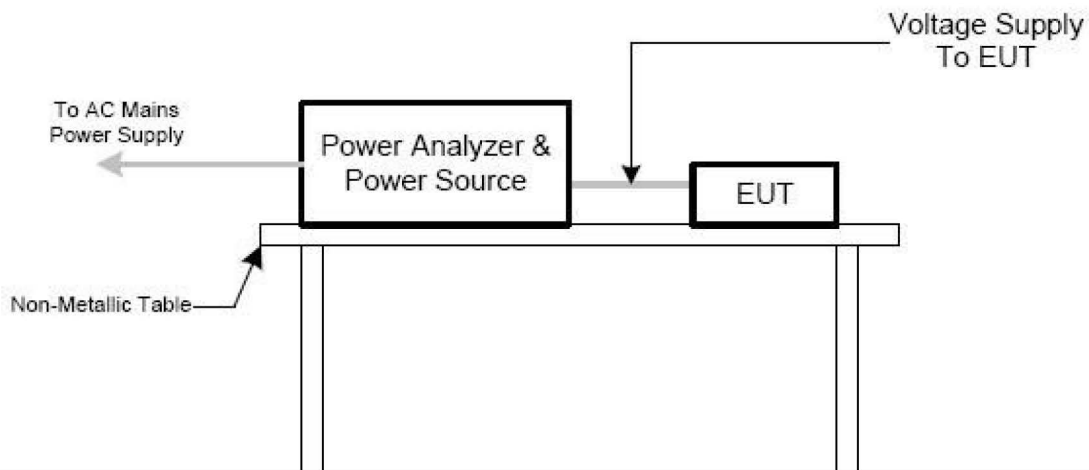 Voltage Supply
To EUT
To AC Mains
Power Supply
Power Analyzer &
Power Source
EUT
Non-Metallic Table